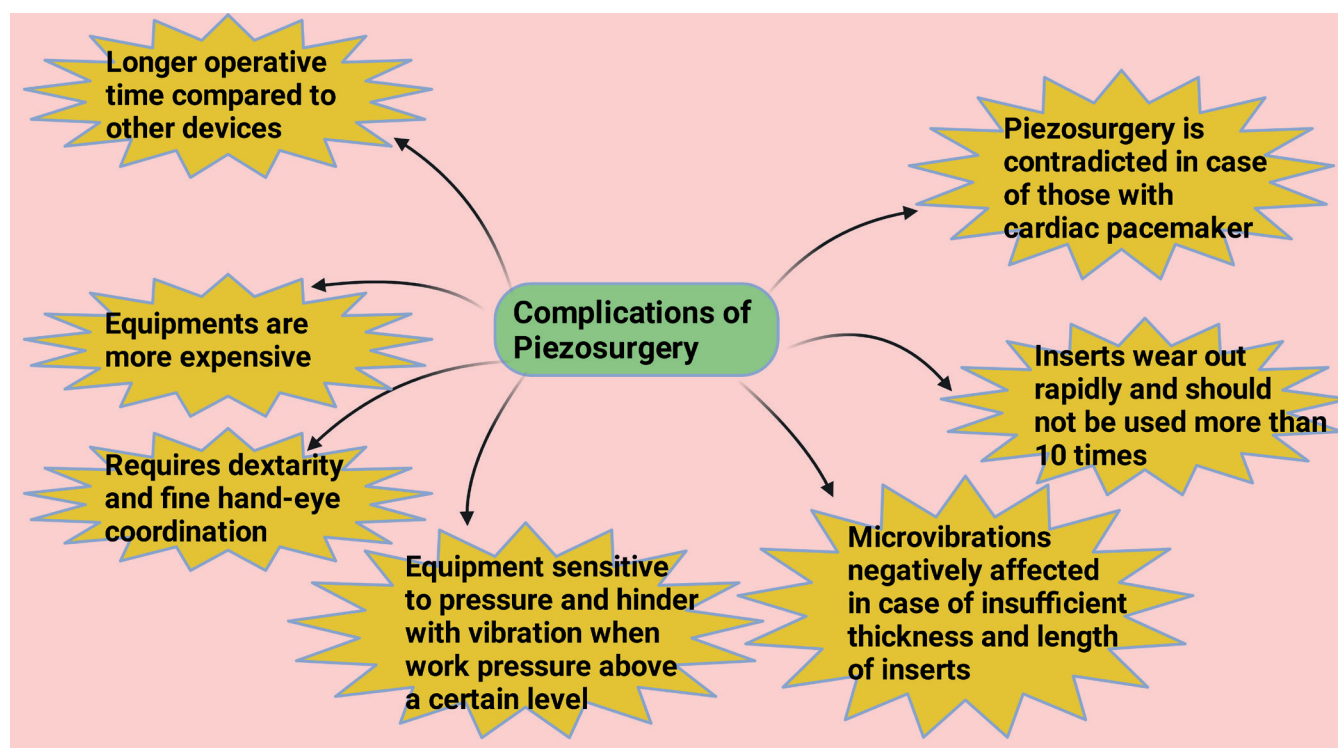 Longer operative
time compared to
other devices
Piezosurgery is
contradicted in case
of those with
cardiac pacemaker
Equipments are
more expensive
Complications of
Piezosurgery
Inserts wear out
rapidly and should
not be used more than
10 times
Requires dextarity
and fine hand-eye
coordination
Equipment sensitive
to pressure and hinder
with vibration when
work pressure above
a certain level
Microvibrations
negatively affected
in case of insufficient
thickness and length
of inserts